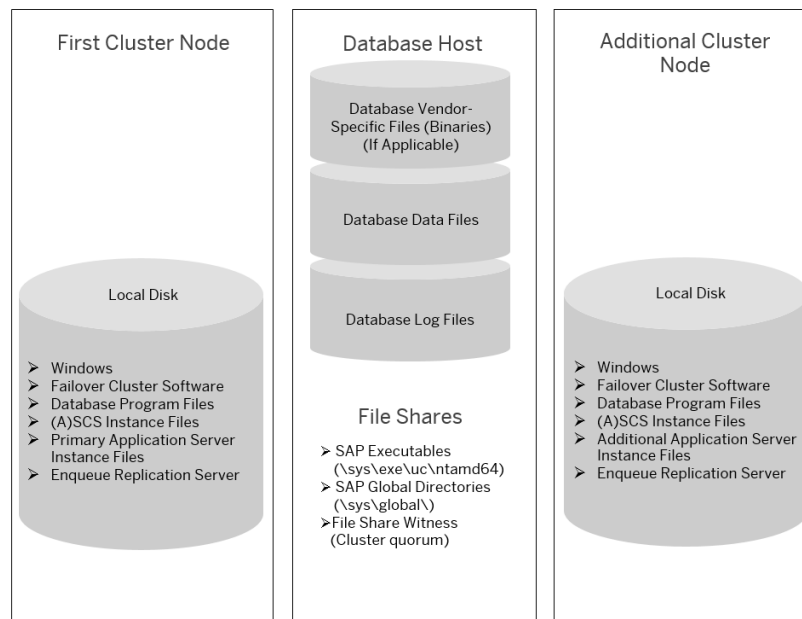 First Cluster Node
Local Disk
➤ Windows
➤ Failover Cluster Software
➤ Database Program Files
➤ (A)SCS Instance Files
➤ Primary Application Server
Instance Files
➤ Enqueue Replication Server
Database Host
Database Vendor-
Specific Files (Binaries)
(If Applicable)
Database Data Files
Database Log Files
File Shares
➤ SAP Executables
(\sys\exe\uc\ntamd64)
➤ SAP Global Directories
(\sys\global\)
➤File Share Witness
(Cluster quorum)
Additional Cluster
Node
Local Disk
➤ Windows
➤ Failover Cluster Software
➤ Database Program Files
➤ (A)SCS Instance Files
➤ Additional Application Server
Instance Files
➤ Enqueue Replication Server